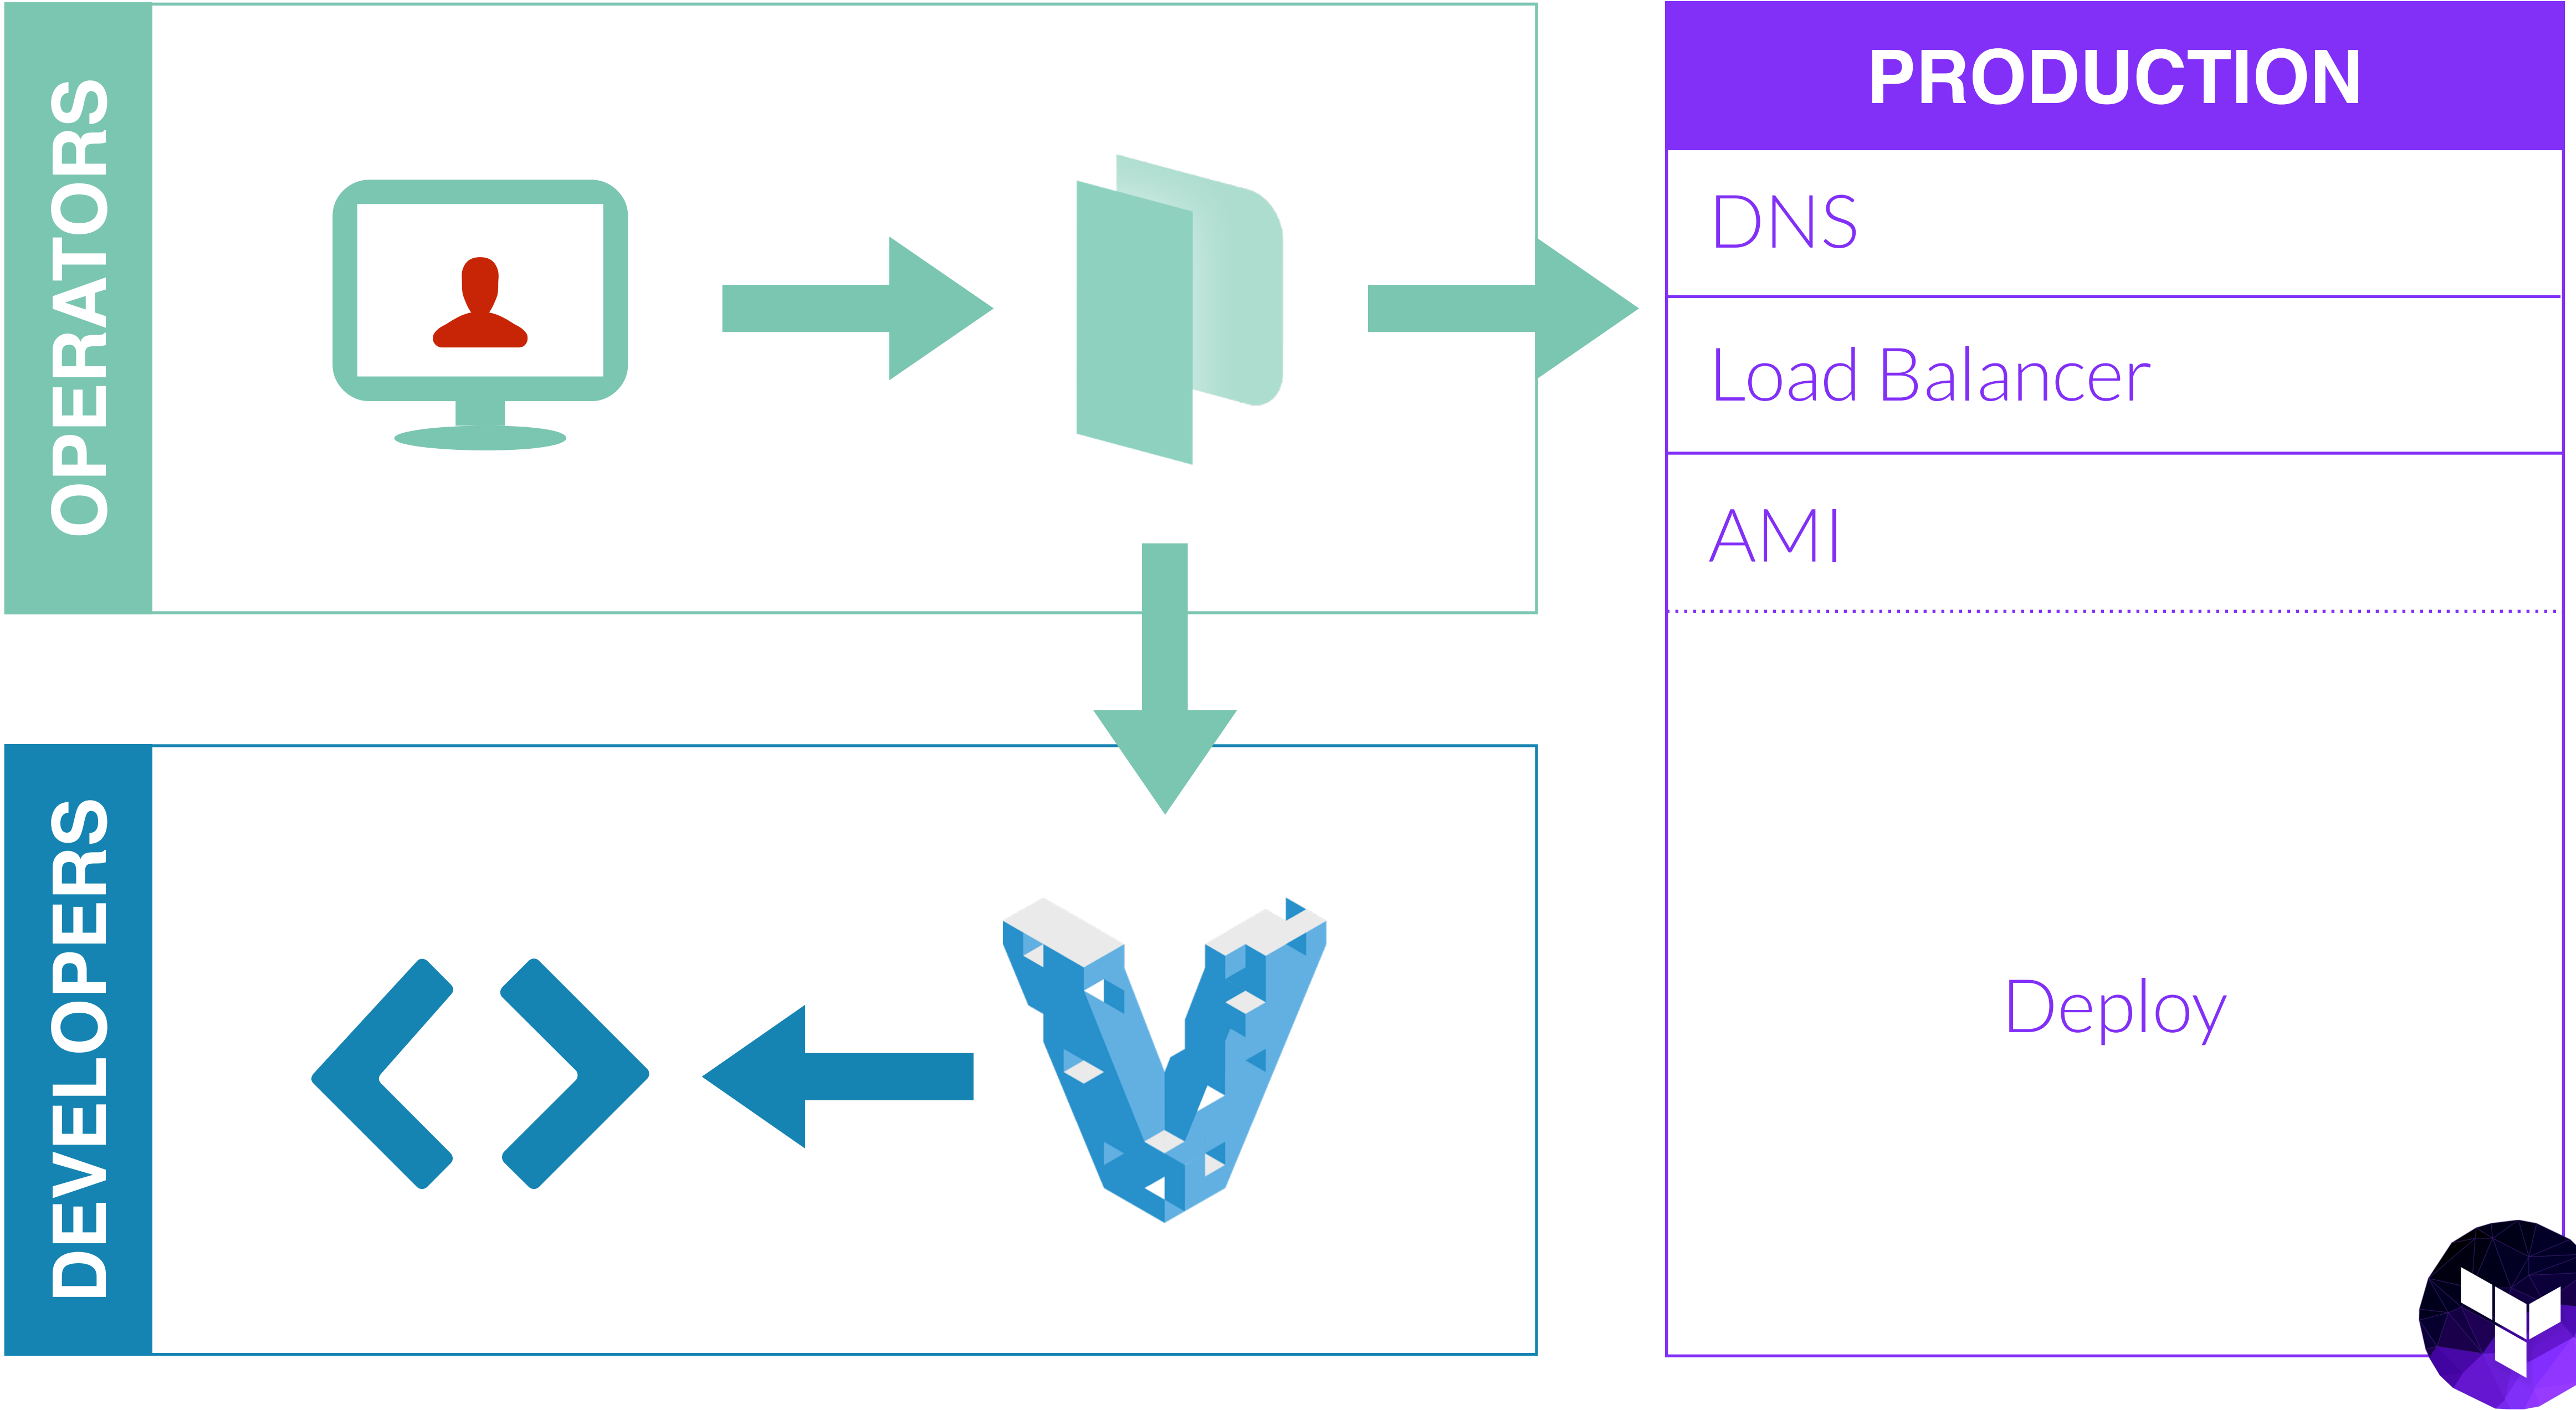 OPERATORS
PRODUCTION
DNS
Load Balancer
AMI
DEVELOPERS
Deploy